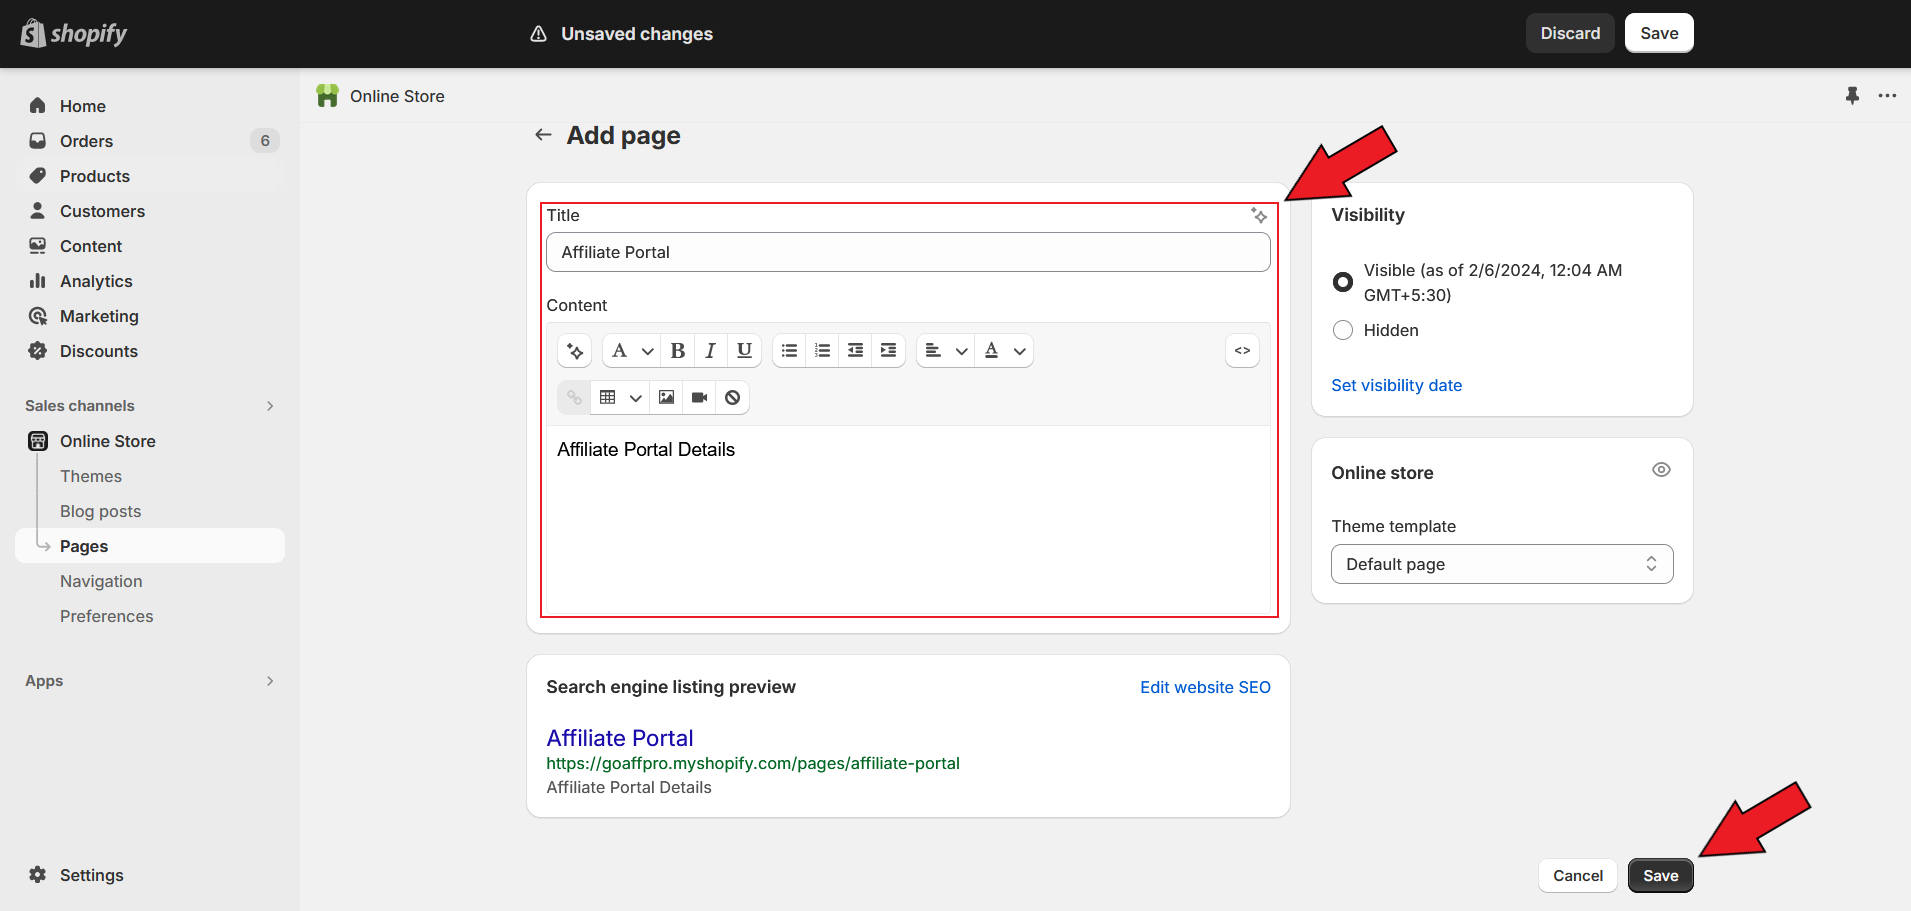 shopify
Unsaved changes
Discard
Save
Home
Orders
6
Products
Customers
Content
Analytics
Marketing
Discounts
Sales channels
Online Store
Themes
Blog posts
Pages
Navigation
Preferences
Apps
Settings
Online Store
Add page
Title
Affiliate Portal
Content
A
B
I
U
A
<>
Affiliate Portal Details
Search engine listing preview
Edit website SEO
Affiliate Portal
https://goaffpro.myshopify.com/pages/affiliate-portal
Affiliate Portal Details
Visibility
Visible (as of 2/6/2024, 12:04 AM
GMT+5:30)
Hidden
Set visibility date
Online store
Theme template
Default page
Cancel
Save